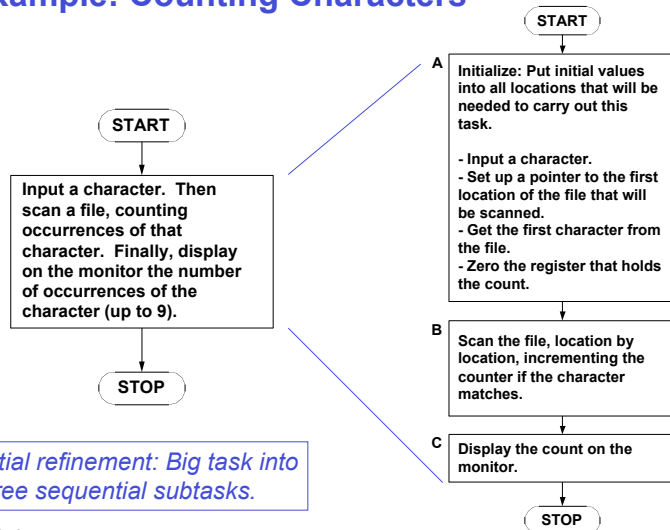 xample: Counting Characters
START
Input a character. Then
scan a file, counting
occurrences of that
character. Finally, display
on the monitor the number
of occurrences of the
character (up to 9).
STOP
tial refinement: Big task into
ree sequential subtasks.
START
A
Initialize: Put initial values
into all locations that will be
needed to carry out this
task.
- Input a character.
- Set up a pointer to the first
location of the file that will
be scanned.
- Get the first character from
the file.
- Zero the register that holds
the count.
B
Scan the file, location by
location, incrementing the
counter if the character
matches.
C
Display the count on the
monitor.
STOP